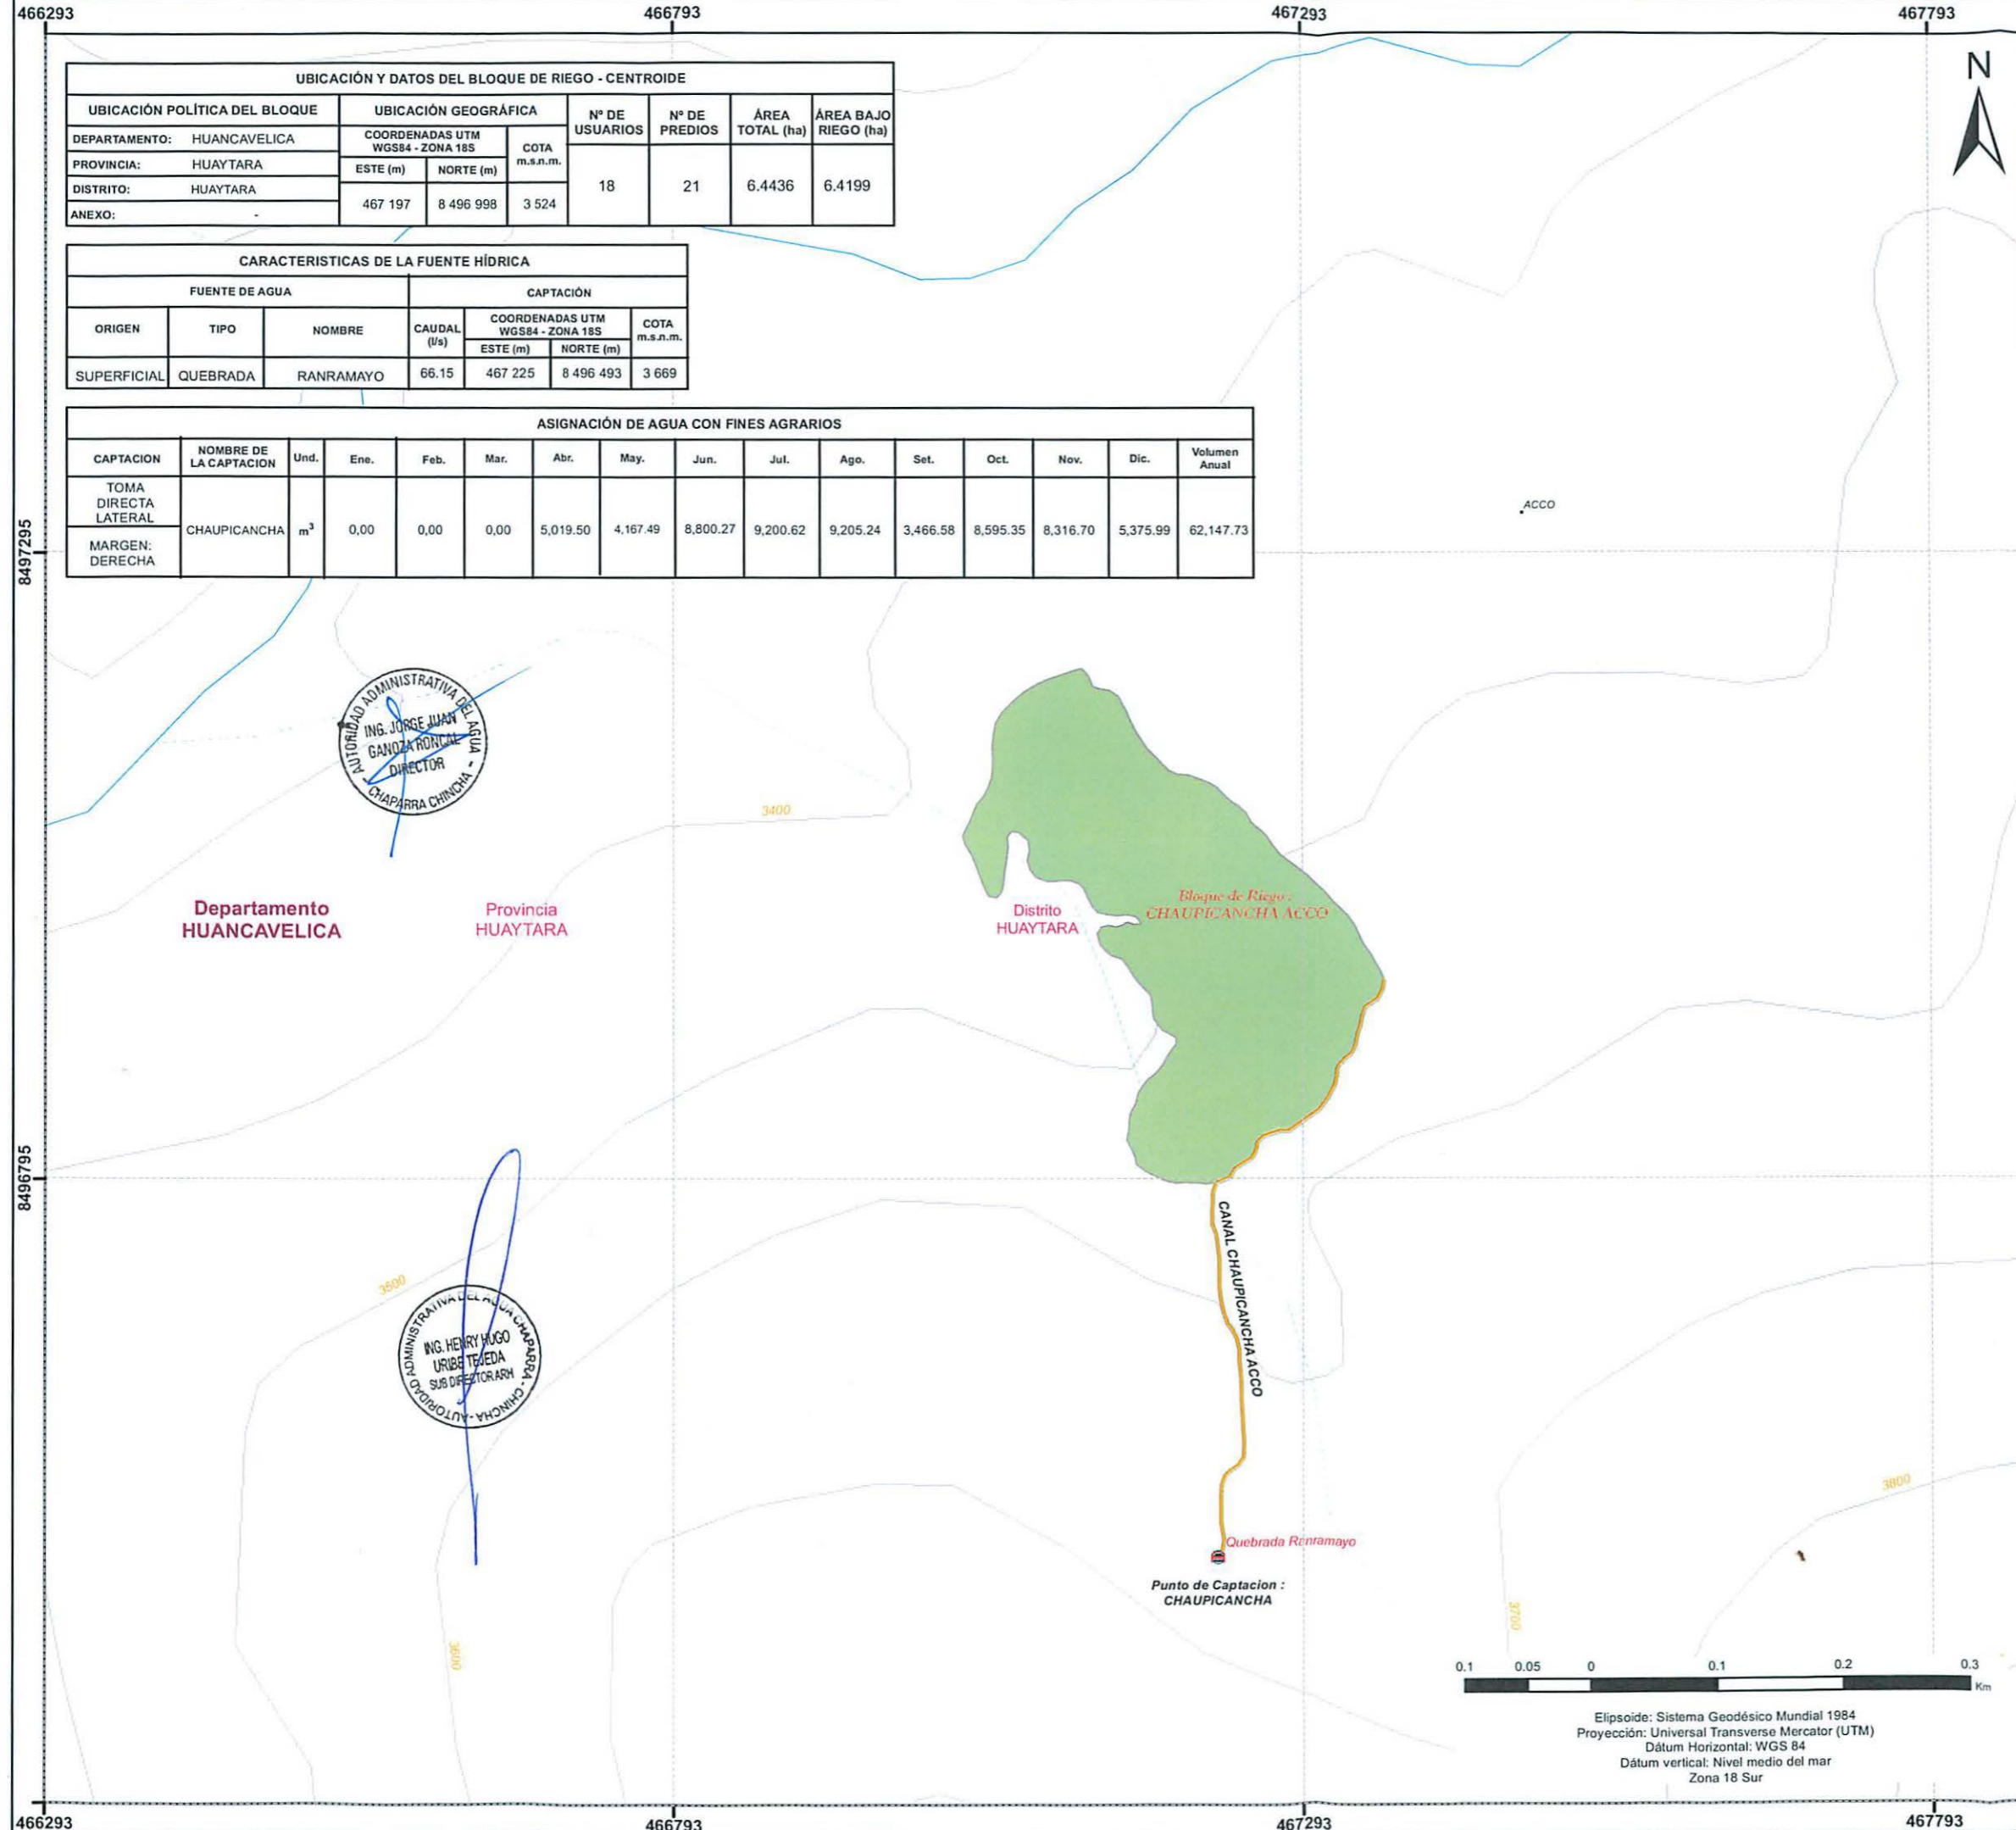 466293 466793 467293 467793
N
UBICACIÓN Y DATOS DEL BLOQUE DE RIEGO - CENTROIDE
UBICACIÓN POLÍTICA DEL BLOQUE UBICACIÓN GEOGRÁFICA Nº DE USUARIOS Nº DE PREDIOS ÁREA TOTAL (ha) ÁREA BAJO RIEGO (ha)
DEPARTAMENTO: HUANCAVELICA COORDENADAS UTM WGS84 - ZONA 18S COTA m.s.n.m.
PROVINCIA: HUAYTARA ESTE (m) NORTE (m)
DISTRITO: HUAYTARA 467 197 8 496 998 3 524 18 21 6.4436 6.4199
ANEXO: -
CARACTERISTICAS DE LA FUENTE HÍDRICA
FUENTE DE AGUA CAPTACIÓN
ORIGEN TIPO NOMBRE CAUDAL (l/s) COORDENADAS UTM WGS84 - ZONA 18S COTA m.s.n.m.
ESTE (m) NORTE (m)
SUPERFICIAL QUEBRADA RANRAMAYO 66.15 467 225 8 496 493 3 669
ASIGNACIÓN DE AGUA CON FINES AGRARIOS
CAPTACION NOMBRE DE LA CAPTACION Und. Ene. Feb. Mar. Abr. May. Jun. Jul. Ago. Set. Oct. Nov. Dic. Volumen Anual
TOMA DIRECTA LATERAL
CHAUPICANCHA m³ 0,00 0,00 0,00 5,019.50 4,167.49 8,800.27 9,200.62 9,205.24 3,466.58 8,595.35 8,316.70 5,375.99 62,147.73
MARGEN: DERECHA
8497295
ACCO
AUTORIDAD ADMINISTRATIVA DEL AGUA
ING. JORGE JUAN
GANOZA RONCAL
DIRECTOR
CHAPARRA CHINCHA
3400
Departamento
HUANCAVELICA
Provincia
HUAYTARA
Distrito
HUAYTARA
Bloque de Riego :
CHAUPICANCHA ACCO
8496795
CANAL CHAUPICANCHA ACCO
3500
AUTORIDAD ADMINISTRATIVA DEL AGUA CHAPARRA - CHINCHA
ING. HENRY HUGO
URIBE TEJEDA
SUB DIRECTOR ARH
3800
Quebrada Ranramayo
Punto de Captacion :
CHAUPICANCHA
3700
3600
0.1 0.05 0 0.1 0.2 0.3
Km
Elipsoide: Sistema Geodésico Mundial 1984
Proyección: Universal Transverse Mercator (UTM)
Dátum Horizontal: WGS 84
Dátum vertical: Nivel medio del mar
Zona 18 Sur
466293 466793 467293 467793